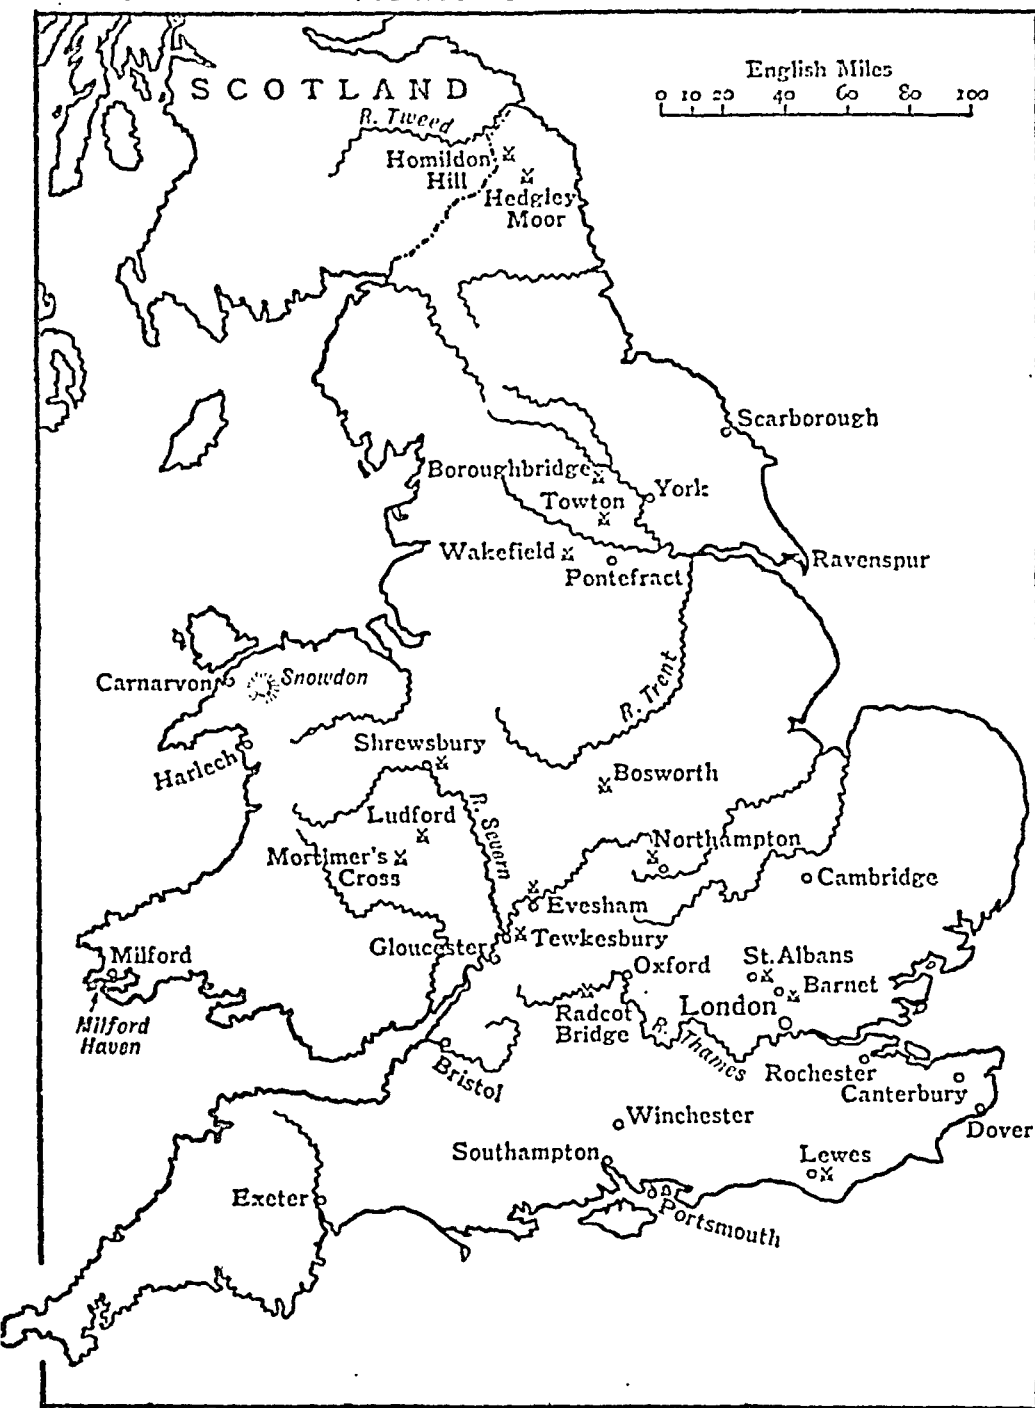 English Miles
0 10 20 40 60 80 100
SCOTLAND
R. Tweed
Homildon
Hill
Hedgley
Moor
Scarborough
Boroughbridge
York
Towton
Wakefield
Pontefract
Ravenspur
Carnarvon
Snowdon
R. Trent
Harlech
Shrewsbury
Bosworth
R. Severn
Ludford
Northampton
Mortimer's
Cross
Cambridge
Evesham
Gloucester
Tewkesbury
Milford
Oxford
St. Albans
Barnet
Milford
Haven
Radcot
Bridge
London
R. Thames
Bristol
Rochester
Canterbury
Winchester
Dover
Southampton
Lewes
Exeter
Portsmouth